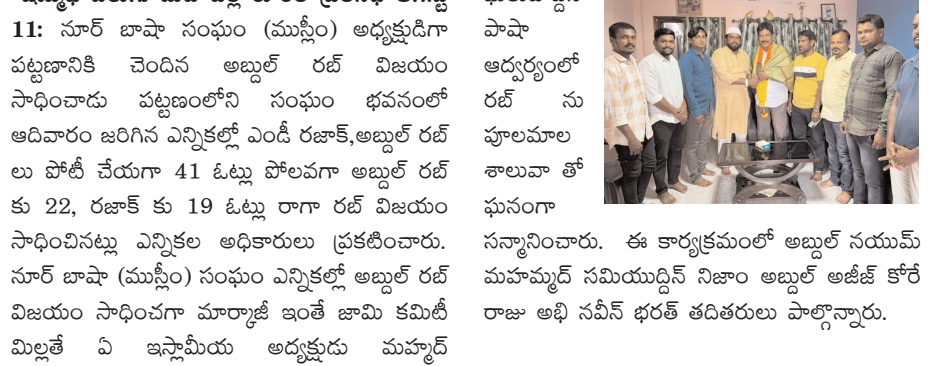 11: నూర్ బాషా సంఘం (ముస్లీం) అధ్యక్షుడిగా
పట్టణానికి చెందిన అబ్దుల్ రబ్ విజయం
సాధించాడు పట్టణంలోని సంఘం భవనంలో
ఆదివారం జరిగిన ఎన్నికల్లో ఎండీ రజాక్,అబ్దుల్ రబ్
లు పోటీ చేయగా 41 ఓట్లు పోలవగా అబ్దుల్ రబ్
కు 22, రజాక్ కు 19 ఓట్లు రాగా రబ్ విజయం
సాధించినట్లు ఎన్నికల అధికారులు ప్రకటించారు.
నూర్ బాషా (ముస్లీం) సంఘం ఎన్నికల్లో అబ్దుల్ రబ్
విజయం సాధించగా మార్కాజీ ఇంతే జామి కమిటీ
మిల్లతే ఏ ఇస్లామీయ అద్యక్షుడు మహ్మద్
పాషా
ఆధ్వర్యంలో
రబ్ ను
పూలమాల
శాలువా తో
ఘనంగా
సన్మానించారు. ఈ కార్యక్రమంలో అబ్దుల్ నయుమ్
మహమ్మద్ సమియుద్దిన్ నిజాం అబ్దుల్ అజీజ్ కోరే
రాజు అభి నవీన్ భరత్ తదితరులు పాల్గొన్నారు.